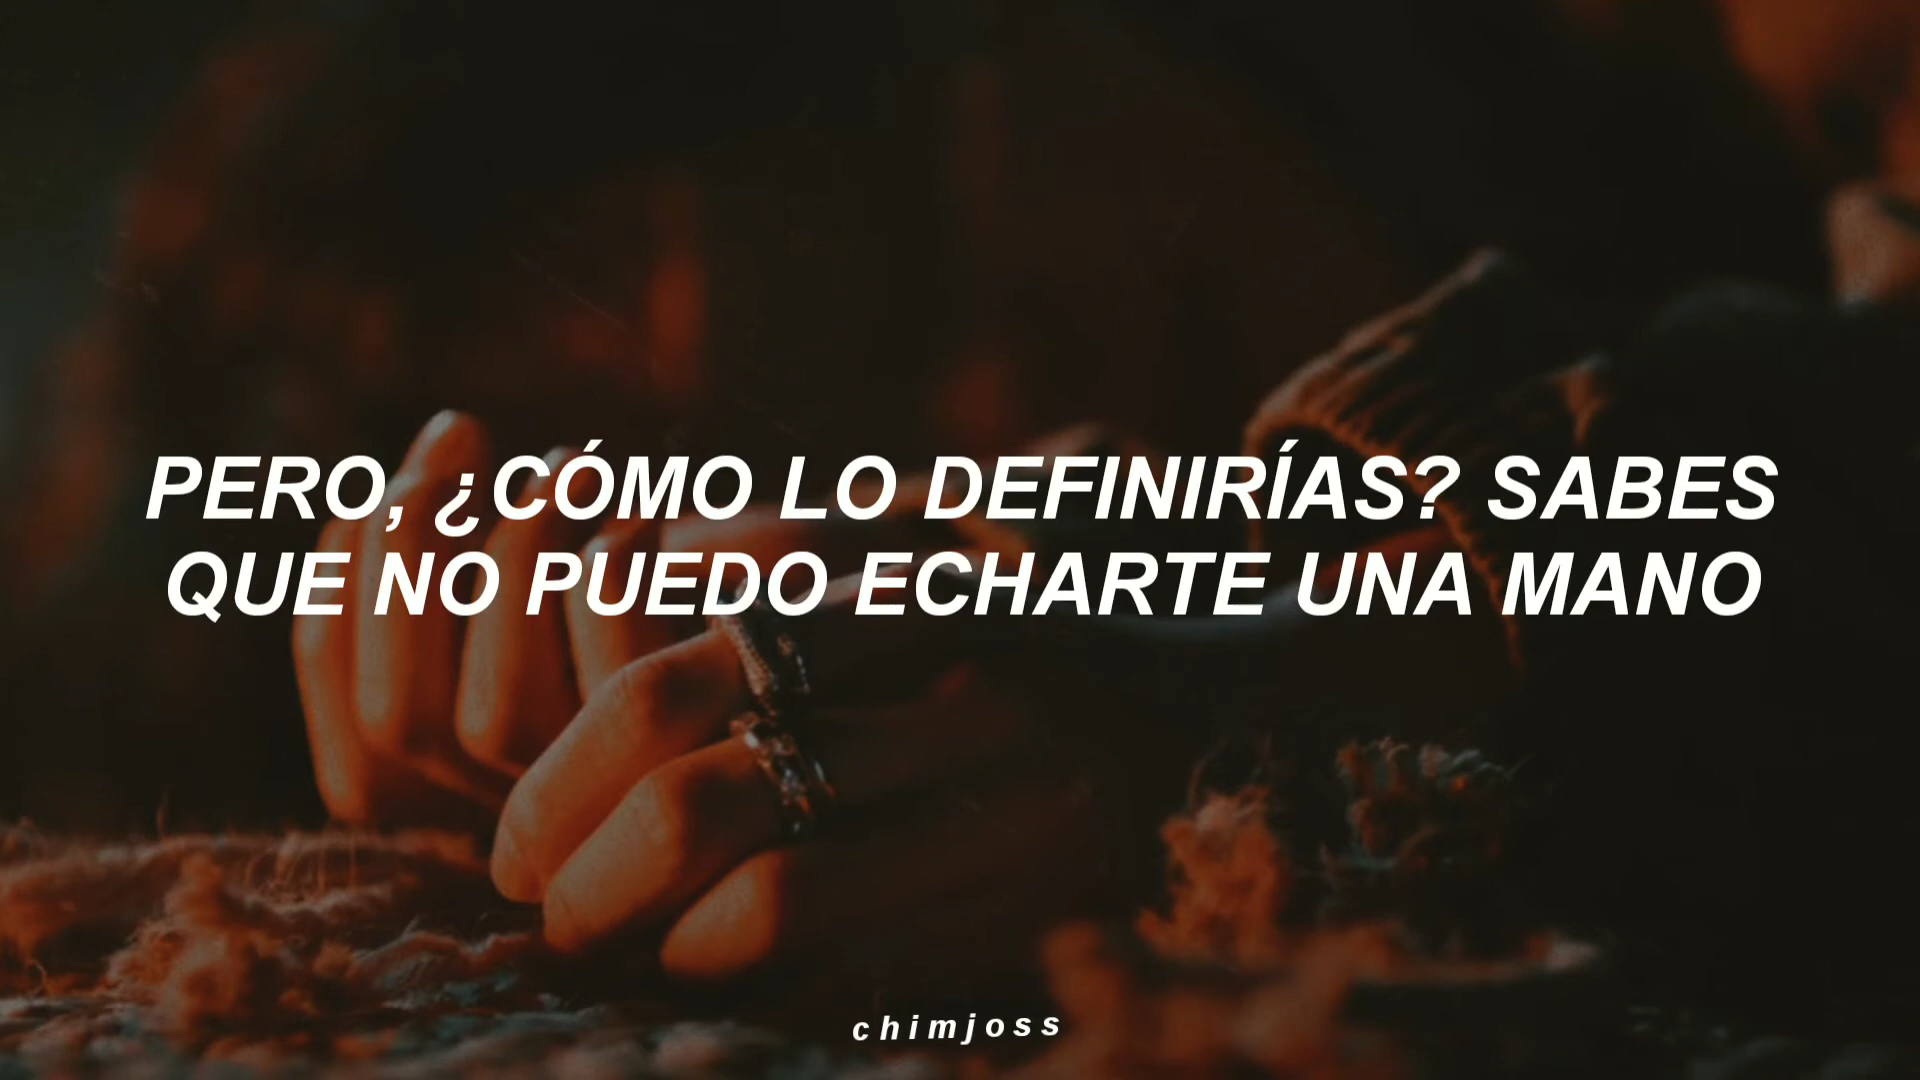 PERO, ¿CÓMO LO DEFINIRÍAS? SABES
QUE NO PUEDO ECHARTE UNA MANO
chimjoss